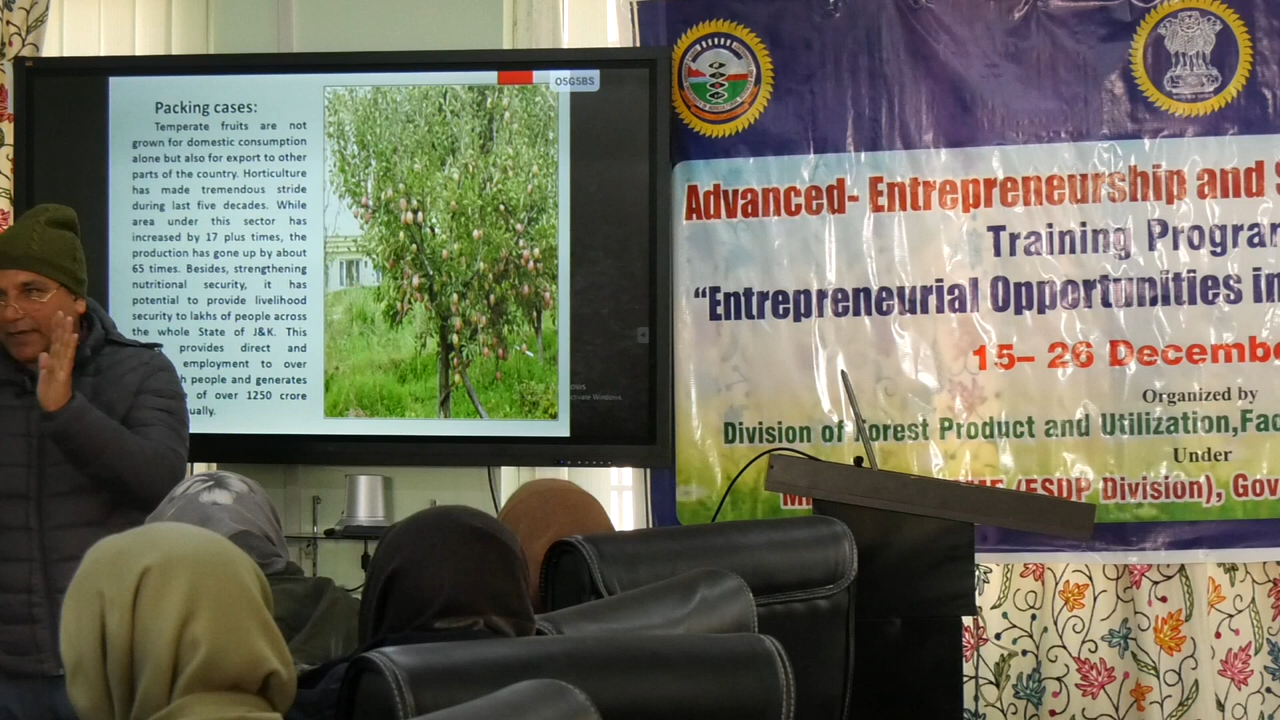 O5G5BS
Packing cases:
Temperate fruits are not
grown for domestic consumption
alone but also for export to other
parts of the country. Horticulture
has made tremendous stride
during last five decades. While
area under this sector has
increased by 17 plus times, the
production has gone up by about
65 times. Besides, strengthening
nutritional security, it has
potential to provide livelihood
security to lakhs of people across
the whole State of J&K. This
provides direct and
employment to over
people and generates
of over 1250 crore
Advanced- Entrepreneurship and
Training
"Entrepreneurial Opportunities in
15– 26
Organized by
Division of Forest Product and Utilization,
Under
(ESDP Division),